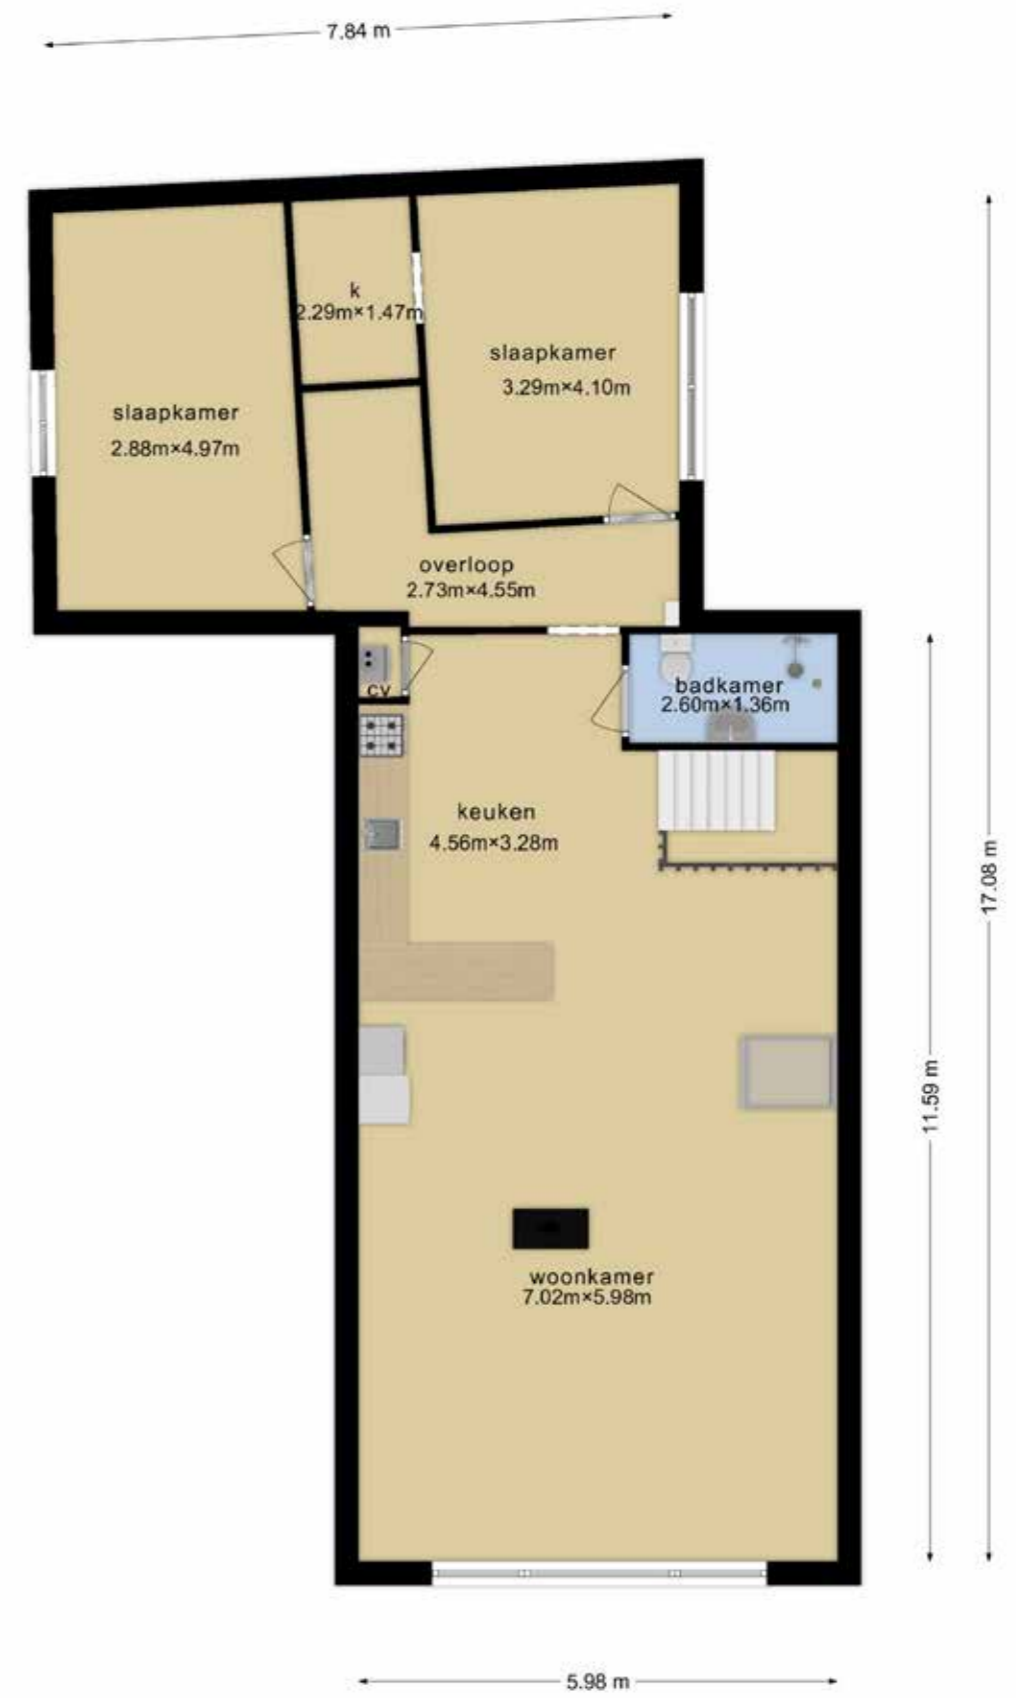 7.84 m
k
2.29m×1.47m
slaapkamer
3.29m×4.10m
slaapkamer
2.88m×4.97m
overloop
2.73m×4.55m
cv
badkamer
2.60m×1.36m
keuken
4.56m×3.28m
17.08 m
11.59 m
woonkamer
7.02m×5.98m
5.98 m